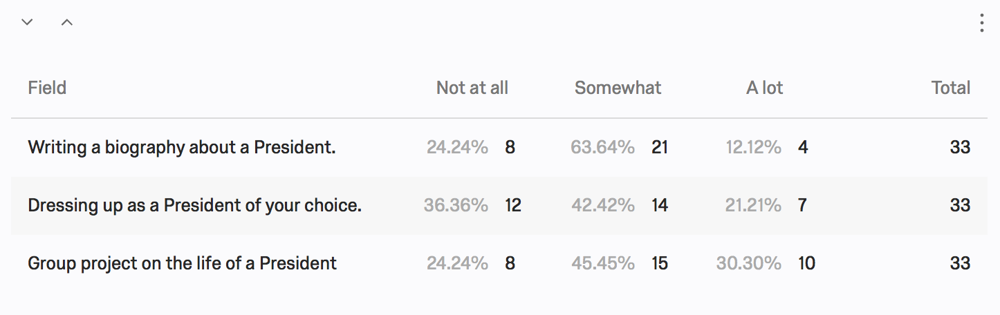 Field Not at all Somewhat A lot Total
Writing a biography about a President. 24.24% 8 63.64% 21 12.12% 4 33
Dressing up as a President of your choice. 36.36% 12 42.42% 14 21.21% 7 33
Group project on the life of a President 24.24% 8 45.45% 15 30.30% 10 33